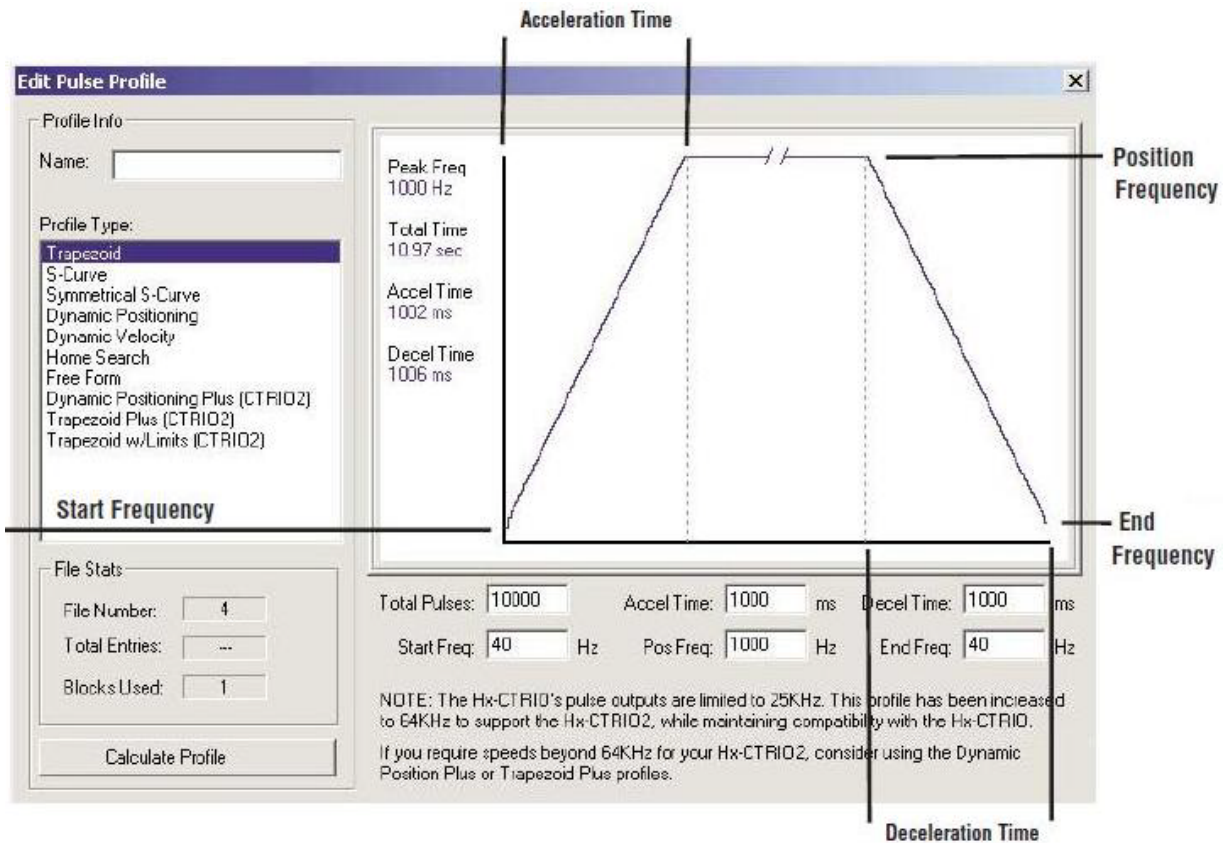 Acceleration Time
Edit Pulse Profile
Profile Info
Name:
Profile Type:
Trapezoid
S-Curve
Symmetrical S-Curve
Dynamic Positioning
Dynamic Velocity
Home Search
Free Form
Dynamic Positioning Plus (CTRIO2)
Trapezoid Plus (CTRIO2)
Trapezoid w/Limits (CTRIO2)
Start Frequency
File Stats
File Number: 4
Total Entries: ---
Blocks Used: 1
Calculate Profile
Peak Freq
1000 Hz
Total Time
10.97 sec
Accel Time
1002 ms
Decel Time
1006 ms
Position
Frequency
End
Frequency
Total Pulses: 10000 Accel Time: 1000 ms Decel Time: 1000 ms
Start Freq: 40 Hz Pos Freq: 1000 Hz End Freq: 40 Hz
NOTE: The Hx-CTRIO's pulse outputs are limited to 25KHz. This profile has been increased
to 64KHz to support the Hx-CTRIO2, while maintaining compatibility with the Hx-CTRIO.
If you require speeds beyond 64KHz for your Hx-CTRIO2, consider using the Dynamic
Position Plus or Trapezoid Plus profiles.
Deceleration Time